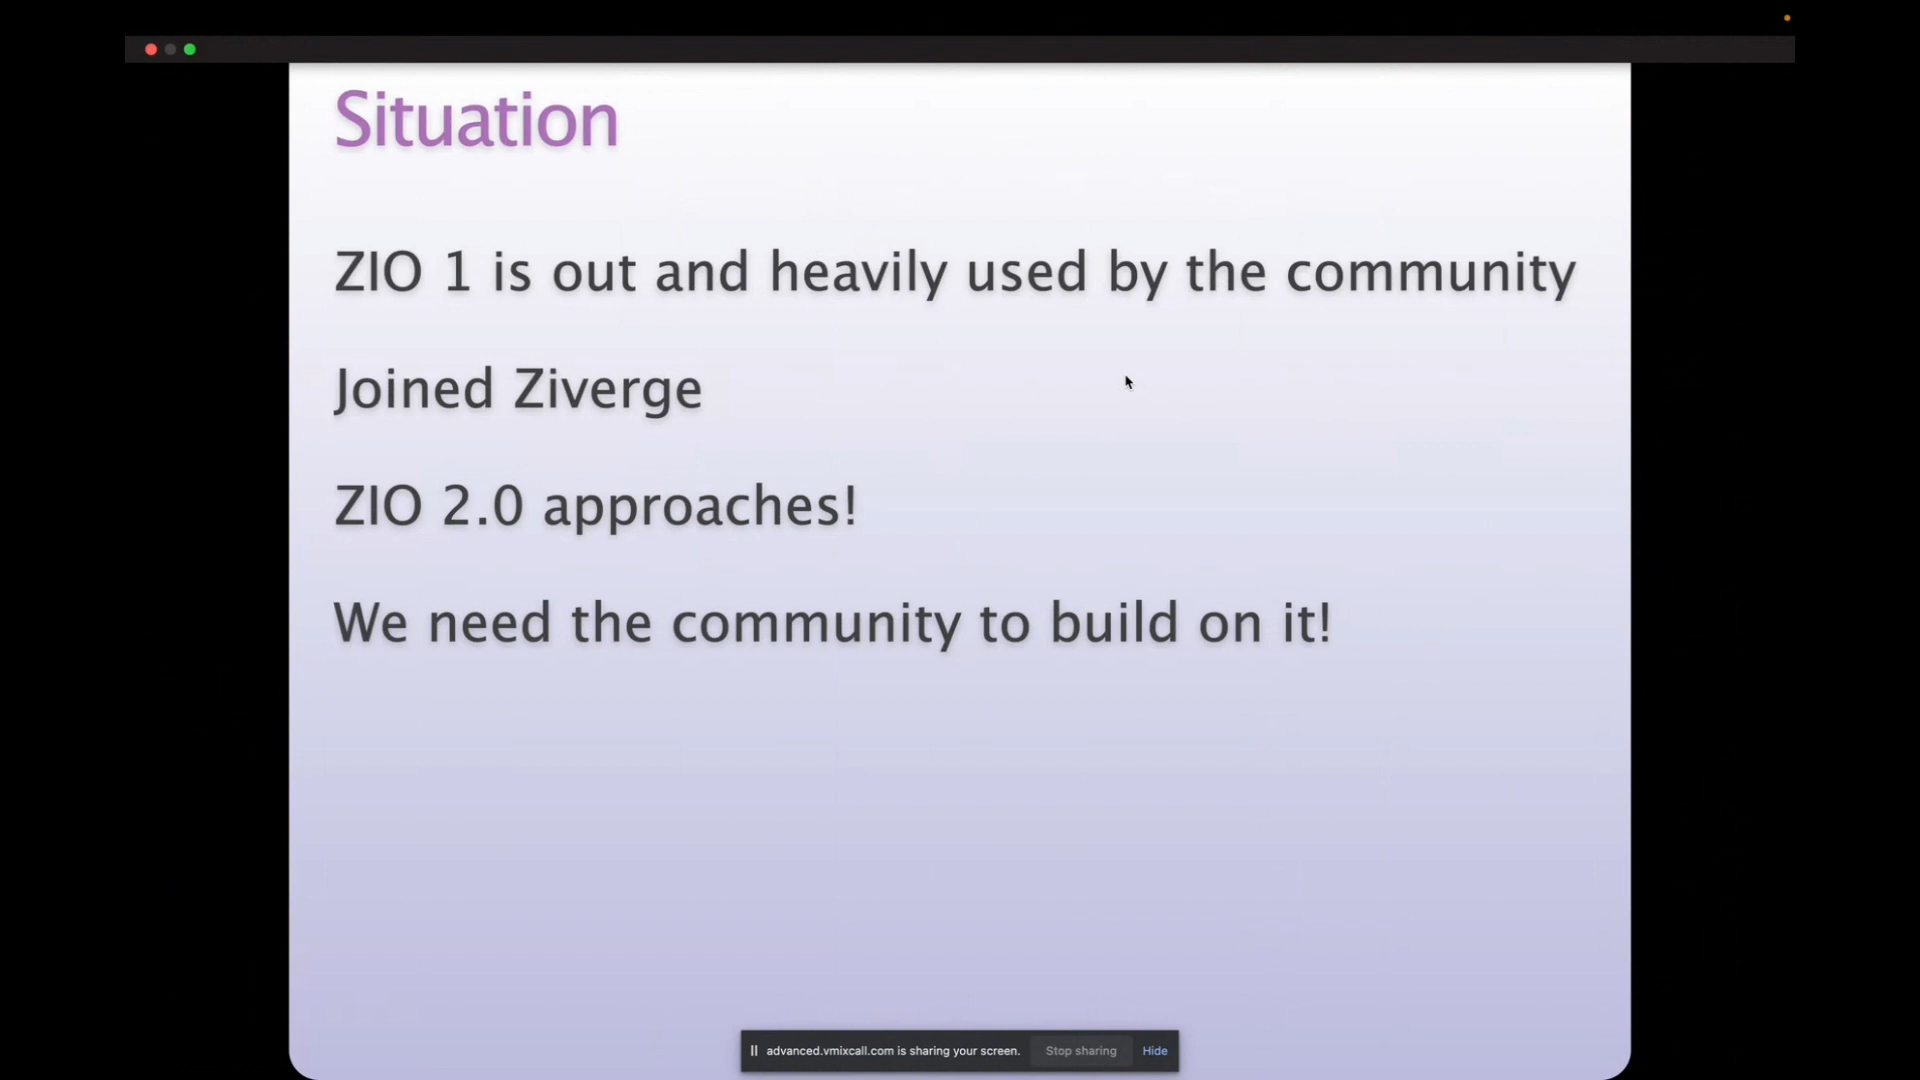 Situation
ZIO 1 is out and heavily used by the community
Joined Ziverge
ZIO 2.0 approaches!
We need the community to build on it!
advanced.vmixcall.com is sharing your screen. Stop sharing Hide